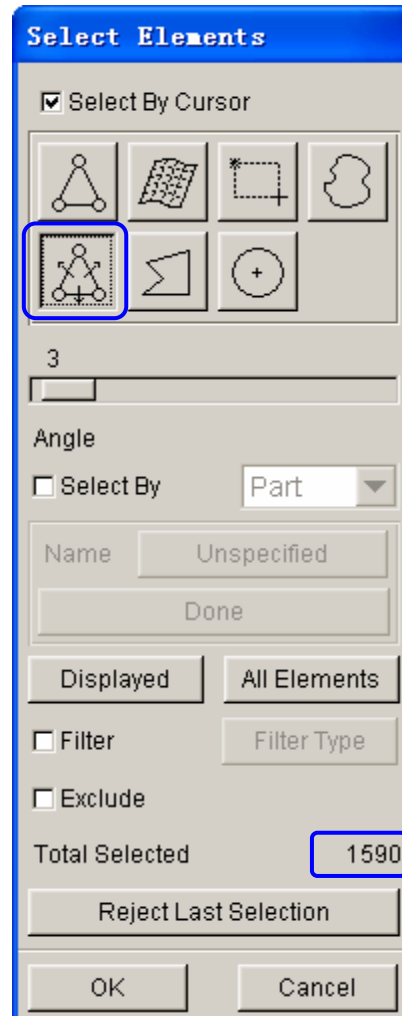 Select Elements
Select By Cursor
3
Angle
Select By Part
Name Unspecified
Done
Displayed All Elements
Filter Filter Type
Exclude
Total Selected 1590
Reject Last Selection
OK Cancel